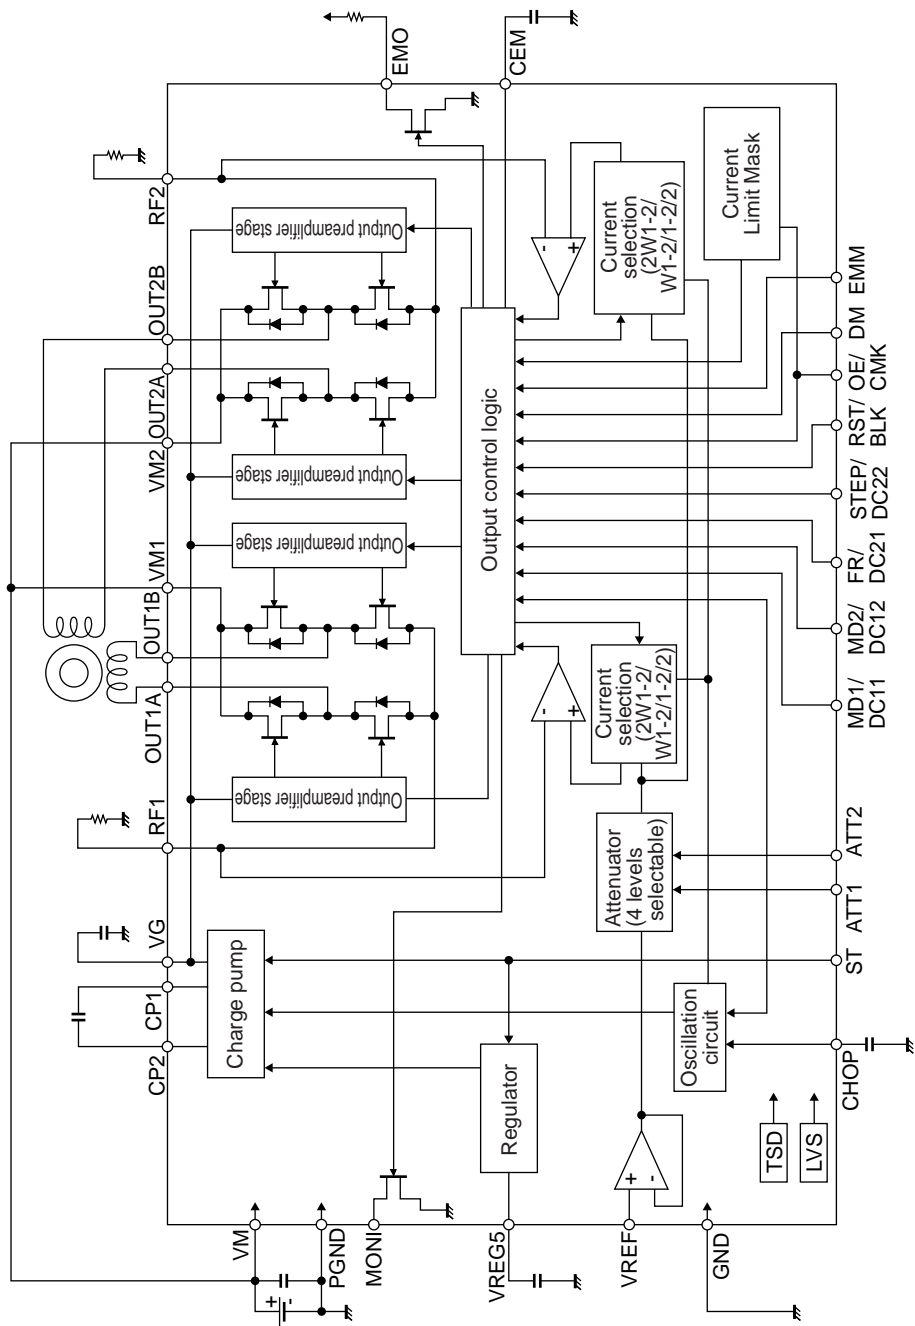 EMO
CEM
RF2
OUT2B
OUT2A
VM2
VM1
OUT1B
OUT1A
RF1
VG
CP1
CP2
Output preamplifier stage
Output preamplifier stage
Output preamplifier stage
Output preamplifier stage
Charge pump
Output control logic
Current
selection
(2W1-2/
W1-2/1-2/2)
Current
Limit Mask
Current
selection
(2W1-2/
W1-2/1-2/2)
-
+
-
+
Attenuator
(4 levels
selectable)
Oscillation
circuit
Regulator
+
-
TSD
LVS
VM
PGND
MONI
VREG5
VREF
GND
+
-
EMM
DM
OE/
CMK
RST/
BLK
STEP/
DC22
FR/
DC21
MD2/
DC12
MD1/
DC11
ATT2
ATT1
ST
CHOP